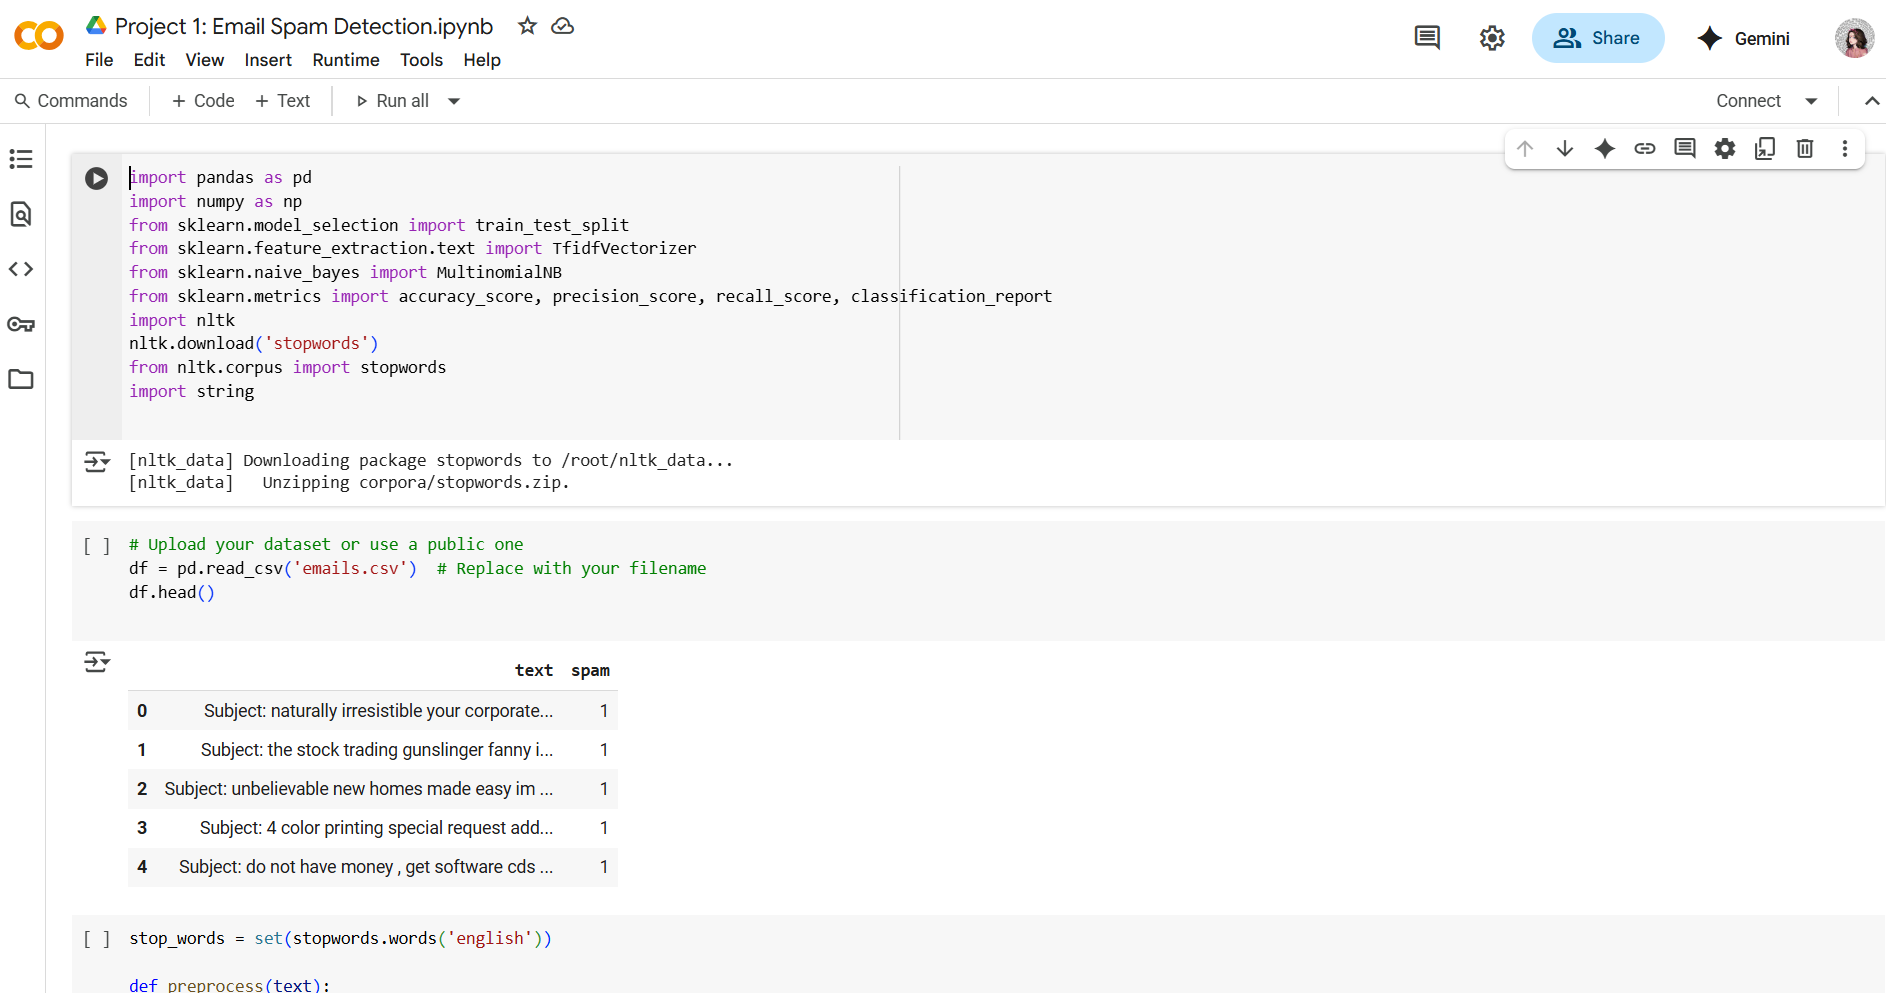 Project 1: Email Spam Detection.ipynb
File Edit View Insert Runtime Tools Help
Share
Gemini
Commands + Code + Text Run all
Connect
import pandas as pd
import numpy as np
from sklearn.model_selection import train_test_split
from sklearn.feature_extraction.text import TfidfVectorizer
from sklearn.naive_bayes import MultinomialNB
from sklearn.metrics import accuracy_score, precision_score, recall_score, classification_report
import nltk
nltk.download('stopwords')
from nltk.corpus import stopwords
import string
[nltk_data] Downloading package stopwords to /root/nltk_data...
[nltk_data]   Unzipping corpora/stopwords.zip.
[ ] # Upload your dataset or use a public one
df = pd.read_csv('emails.csv')  # Replace with your filename
df.head()
text spam
0 Subject: naturally irresistible your corporate... 1
1 Subject: the stock trading gunslinger fanny i... 1
2 Subject: unbelievable new homes made easy im ... 1
3 Subject: 4 color printing special request add... 1
4 Subject: do not have money , get software cds ... 1
[ ] stop_words = set(stopwords.words('english'))
def preprocess(text):